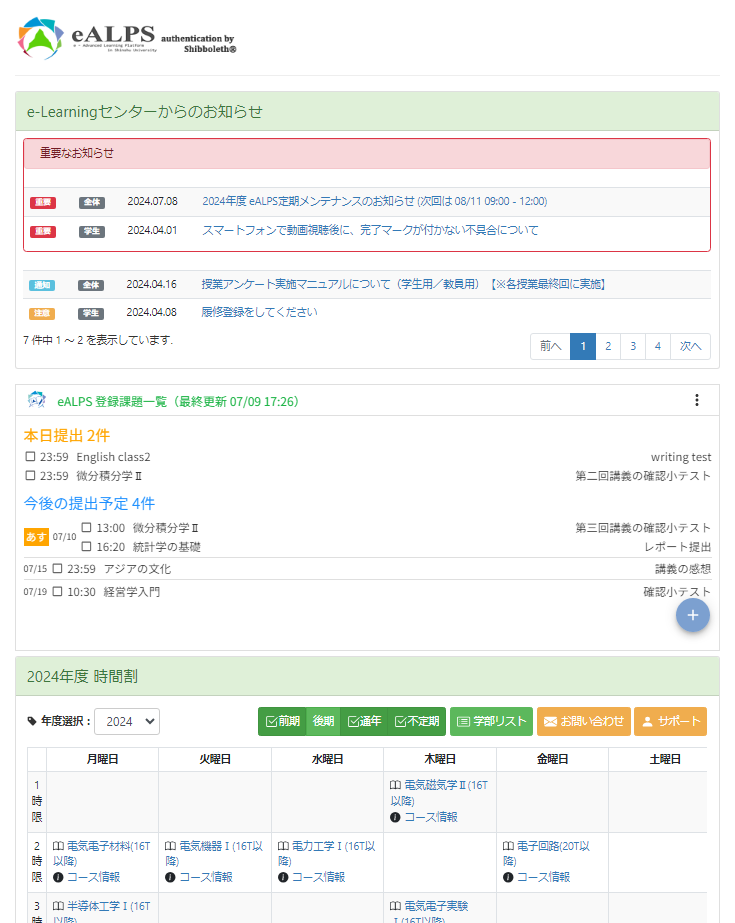 eALPS authentication by
e - Advanced Learning Platform
in Shinshu University
Shibboleth®
e-Learningセンターからのお知らせ
重要なお知らせ
重要 全体 2024.07.08 2024年度 eALPS定期メンテナンスのお知らせ (次回は 08/11 09:00 - 12:00)
重要 学生 2024.04.01 スマートフォンで動画視聴後に、完了マークが付かない不具合について
通知 全体 2024.04.16 授業アンケート実施マニュアルについて（学生用／教員用）【※各授業最終回に実施】
注意 学生 2024.04.08 履修登録をしてください
7 件中 1 ～ 2 を表示しています.
前へ 1 2 3 4 次へ
eALPS 登録課題一覧（最終更新 07/09 17:26）
本日提出 2件
23:59 English class2 writing test
23:59 微分積分学Ⅱ 第二回講義の確認小テスト
今後の提出予定 4件
あす 07/10 13:00 微分積分学Ⅱ 第三回講義の確認小テスト
16:20 統計学の基礎 レポート提出
07/15 23:59 アジアの文化 講義の感想
07/19 10:30 経営学入門 確認小テスト
+
2024年度 時間割
年度選択： 2024 前期 後期 通年 不定期 学部リスト お問い合わせ サポート
月曜日 火曜日 水曜日 木曜日 金曜日 土曜日
1
時
限
電気磁気学Ⅱ(16T
以降)
コース情報
2
時
限
電気電子材料(16T
以降)
コース情報
電気機器Ⅰ(16T以
降)
コース情報
電力工学Ⅰ(16T以
降)
コース情報
電子回路(20T以
降)
コース情報
3
時
半導体工学Ⅰ(16T
以降)
電気電子実験
Ⅰ(16T以降)